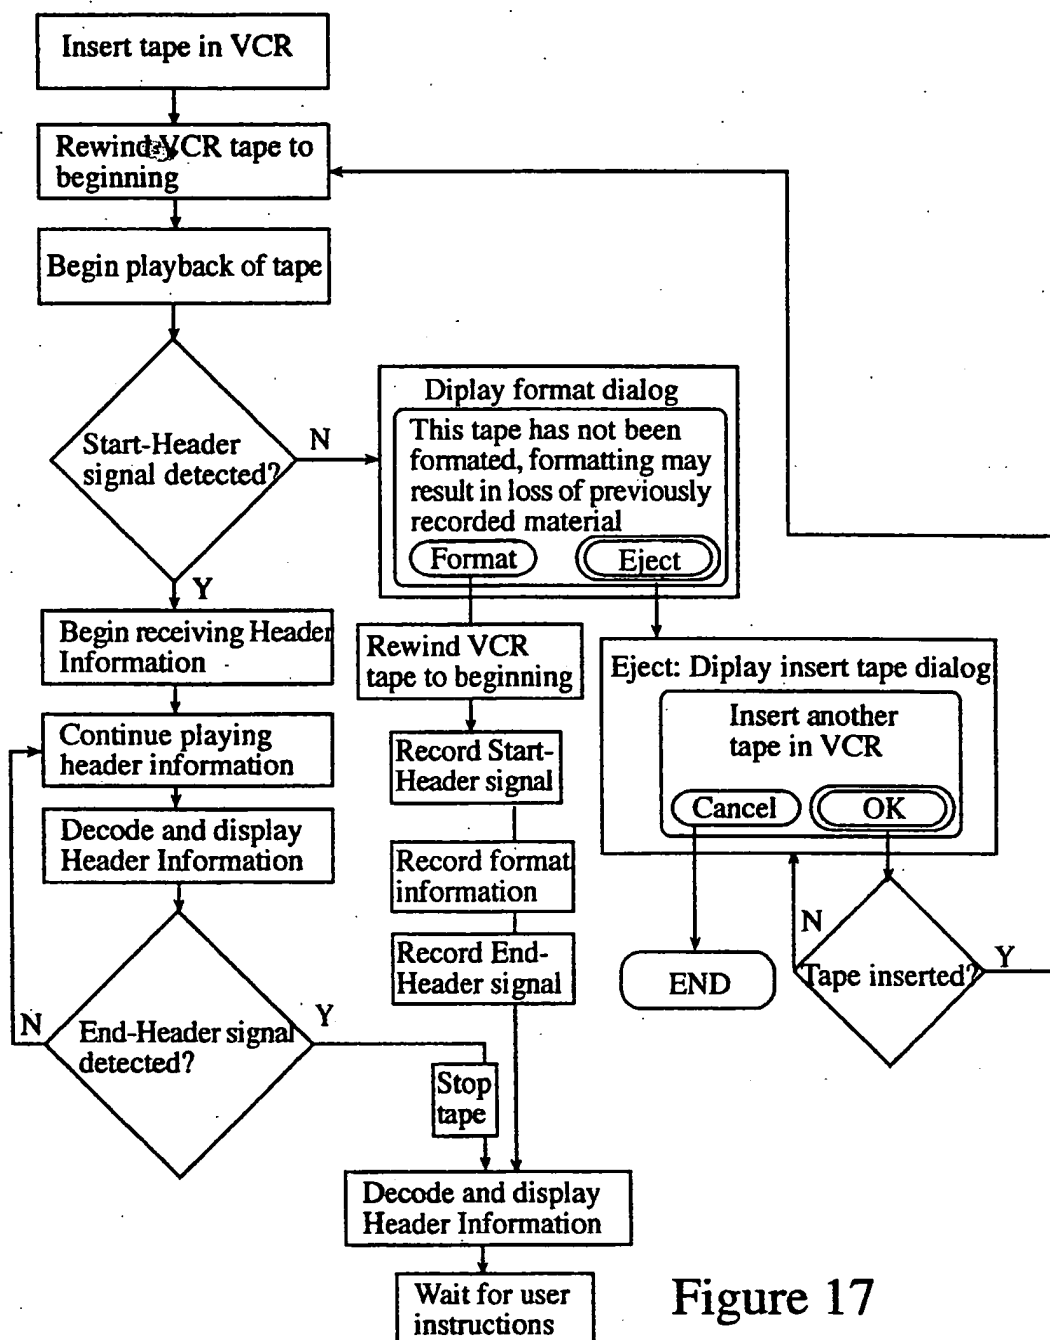 Insert tape in VCR
Rewind VCR tape to
beginning
Begin playback of tape
Start-Header
signal detected?
N
Y
Diplay format dialog
This tape has not been
formated, formatting may
result in loss of previously
recorded material
Format
Eject
Begin receiving Header
Information
Continue playing
header information
Decode and display
Header Information
End-Header signal
detected?
N
Y
Rewind VCR
tape to beginning
Record Start-
Header signal
Record format
information
Record End-
Header signal
Stop
tape
Eject: Diplay insert tape dialog
Insert another
tape in VCR
Cancel
OK
END
N
Tape inserted?
Y
Decode and display
Header Information
Wait for user
instructions
Figure 17